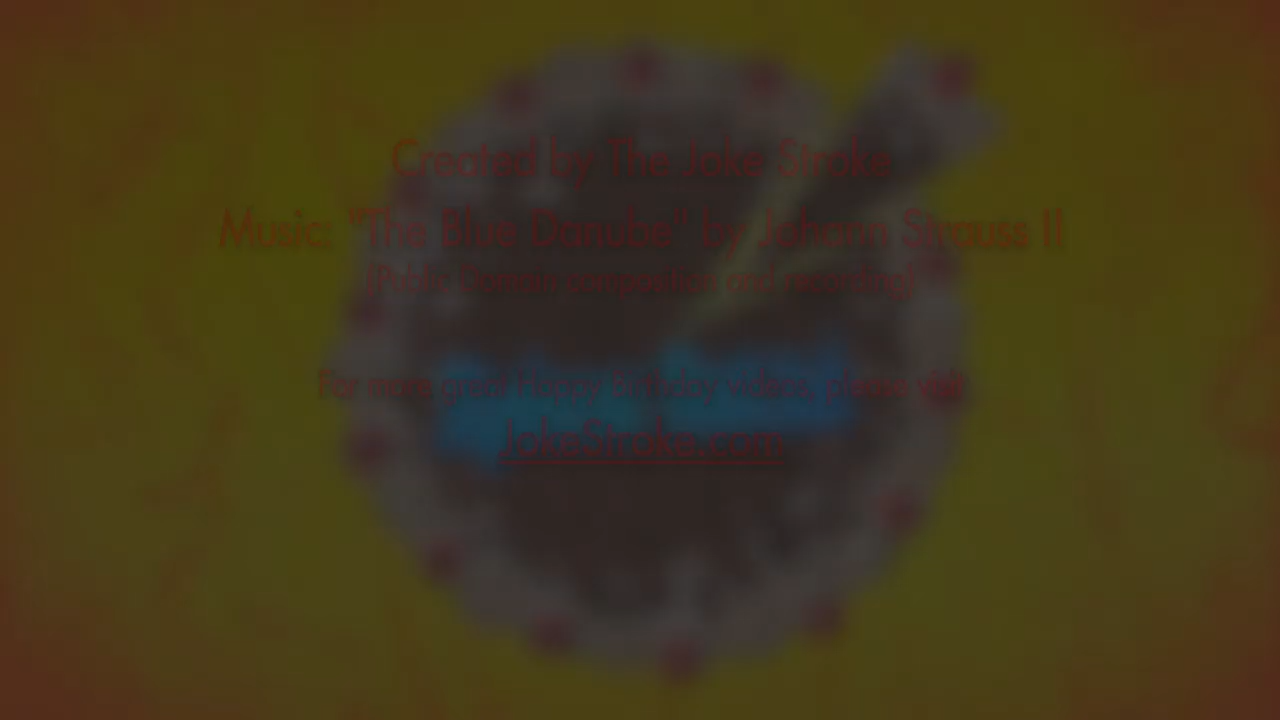 Created by The Joke Stroke
Music: "The Blue Danube" by Johann Strauss II
(Public Domain composition and recording)
For more great Happy Birthday videos, please visit
JokeStroke.com